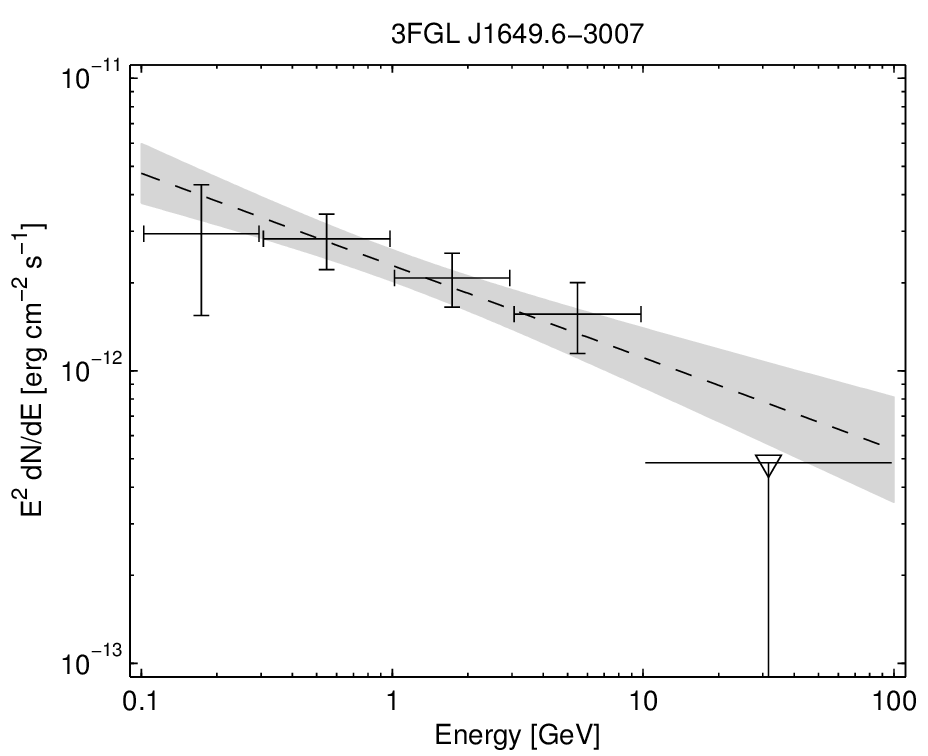 3FGL J1649.6−3007
10⁻¹¹
10⁻¹²
10⁻¹³
E² dN/dE [erg cm⁻² s⁻¹]
0.1 1 10 100
Energy [GeV]